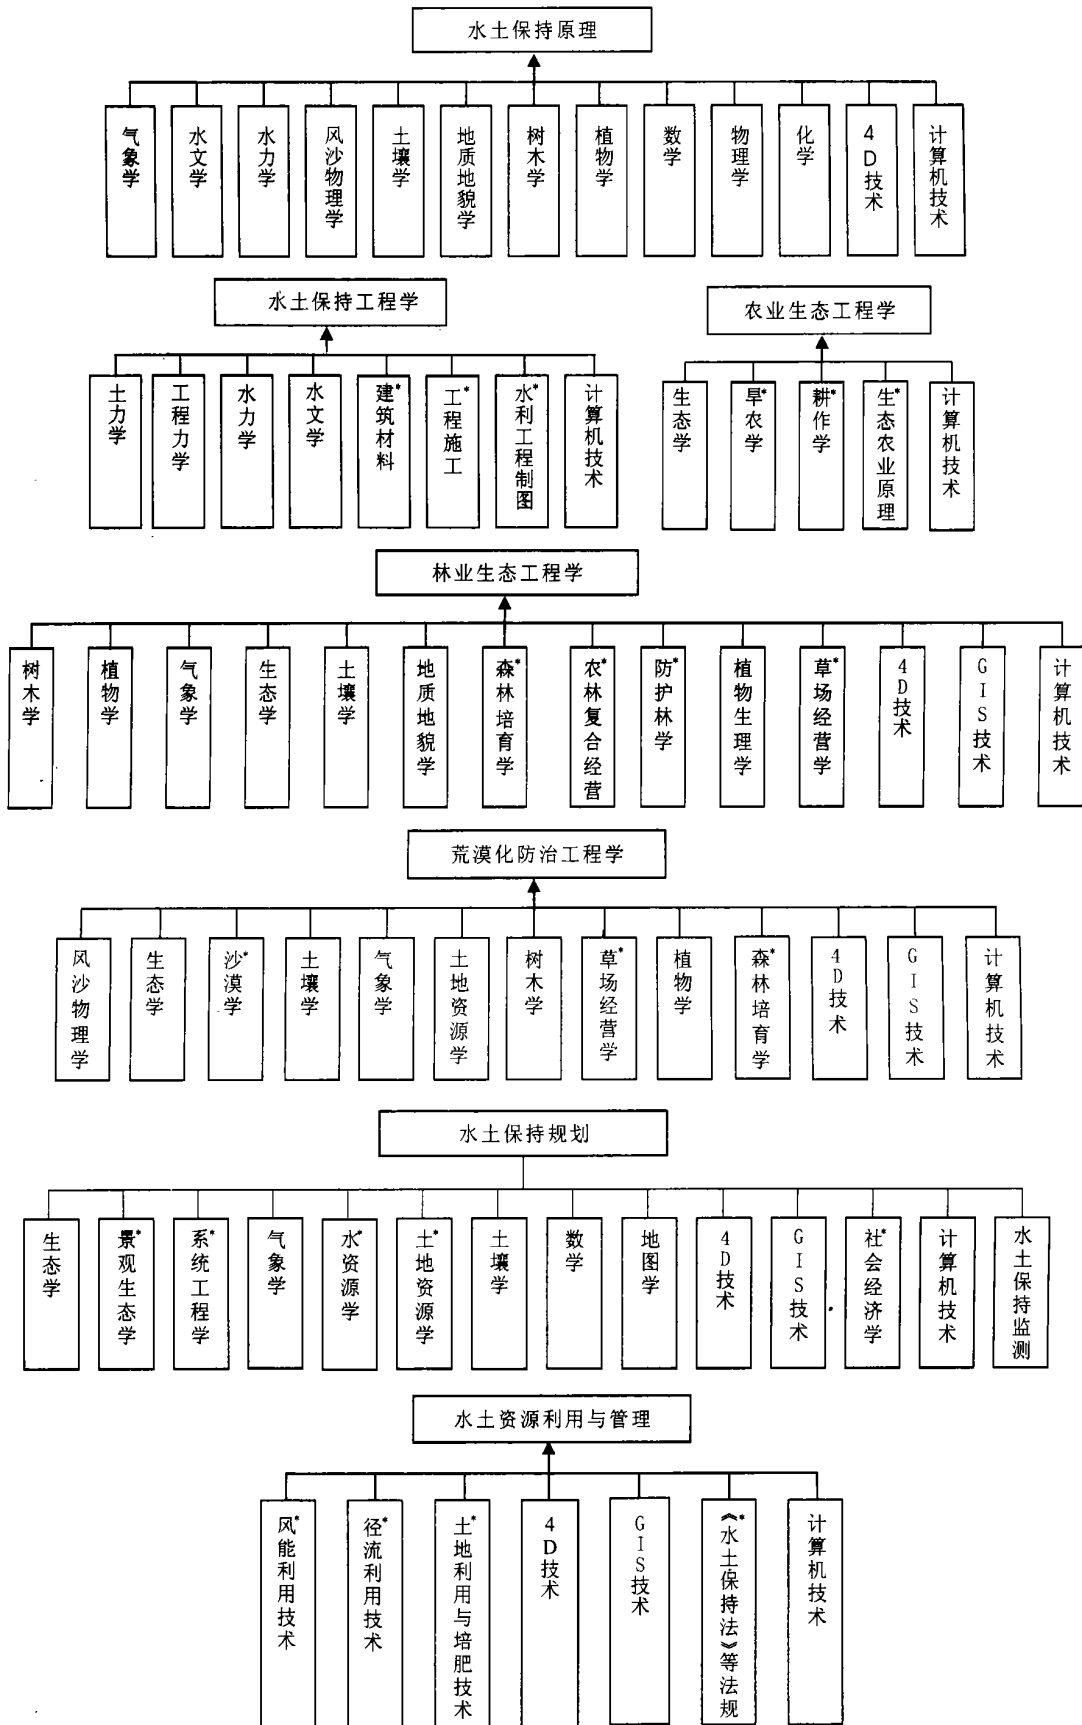 水土保持原理
气象学
水文学
水力学
风沙物理学
土壤学
地质地貌学
树木学
植物学
数学
物理学
化学
4D技术
计算机技术
水土保持工程学
土力学
工程力学
水力学
水文学
建筑材料*
工程施工*
水利工程制图*
计算机技术
农业生态工程学
生态学
旱农学*
耕作学*
生态农业原理*
计算机技术
林业生态工程学
树木学
植物学
气象学
生态学
土壤学
地质地貌学
森林培育学*
农林复合经营*
防护林学*
植物生理学
草场经营学*
4D技术
GIS技术
计算机技术
荒漠化防治工程学
风沙物理学
生态学
沙漠学*
土壤学
气象学
土地资源学
树木学
草场经营学*
植物学
森林培育学*
4D技术
GIS技术
计算机技术
水土保持规划
生态学
景观生态学*
系统工程学*
气象学
水资源学*
土地资源学*
土壤学
数学
地图学
4D技术
GIS技术
社会经济学*
计算机技术
水土保持监测
水土资源利用与管理
风能利用技术*
径流利用技术*
土地利用与培肥技术*
4D技术
GIS技术
《水土保持法》等法规*
计算机技术